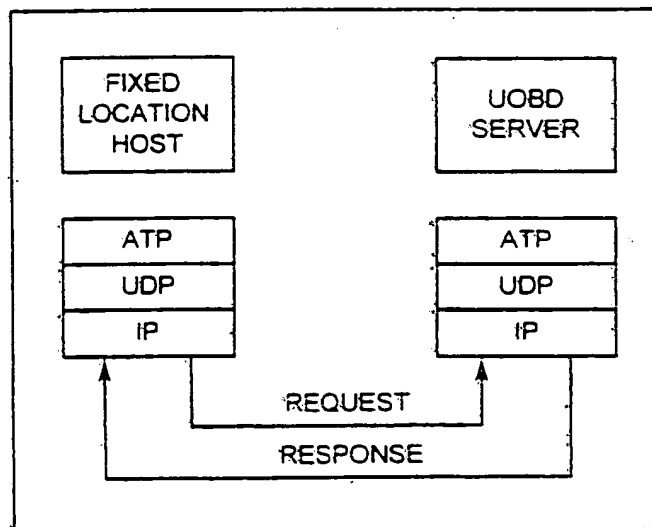 FIXED
LOCATION
HOST
UOBD
SERVER
ATP
UDP
IP
ATP
UDP
IP
REQUEST
RESPONSE